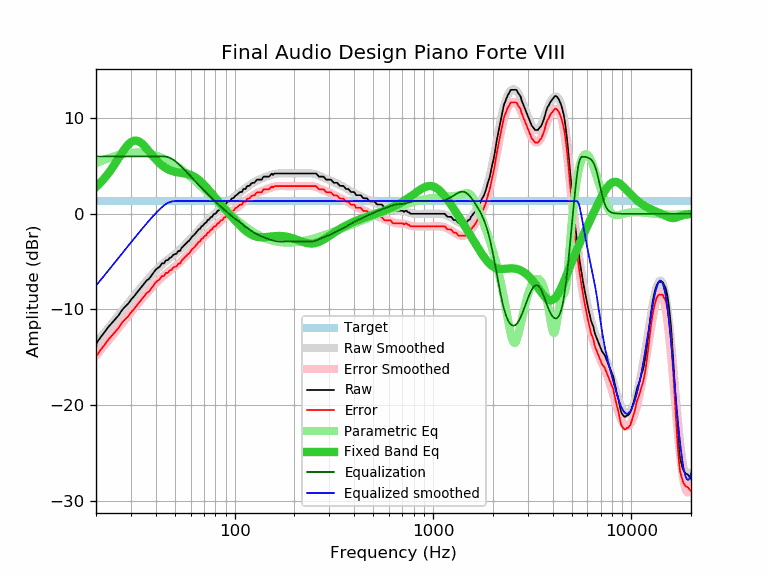 Final Audio Design Piano Forte VIII
10
0
−10
−20
−30
Amplitude (dBr)
Target
Raw Smoothed
Error Smoothed
Raw
Error
Parametric Eq
Fixed Band Eq
Equalization
Equalized smoothed
100 1000 10000
Frequency (Hz)